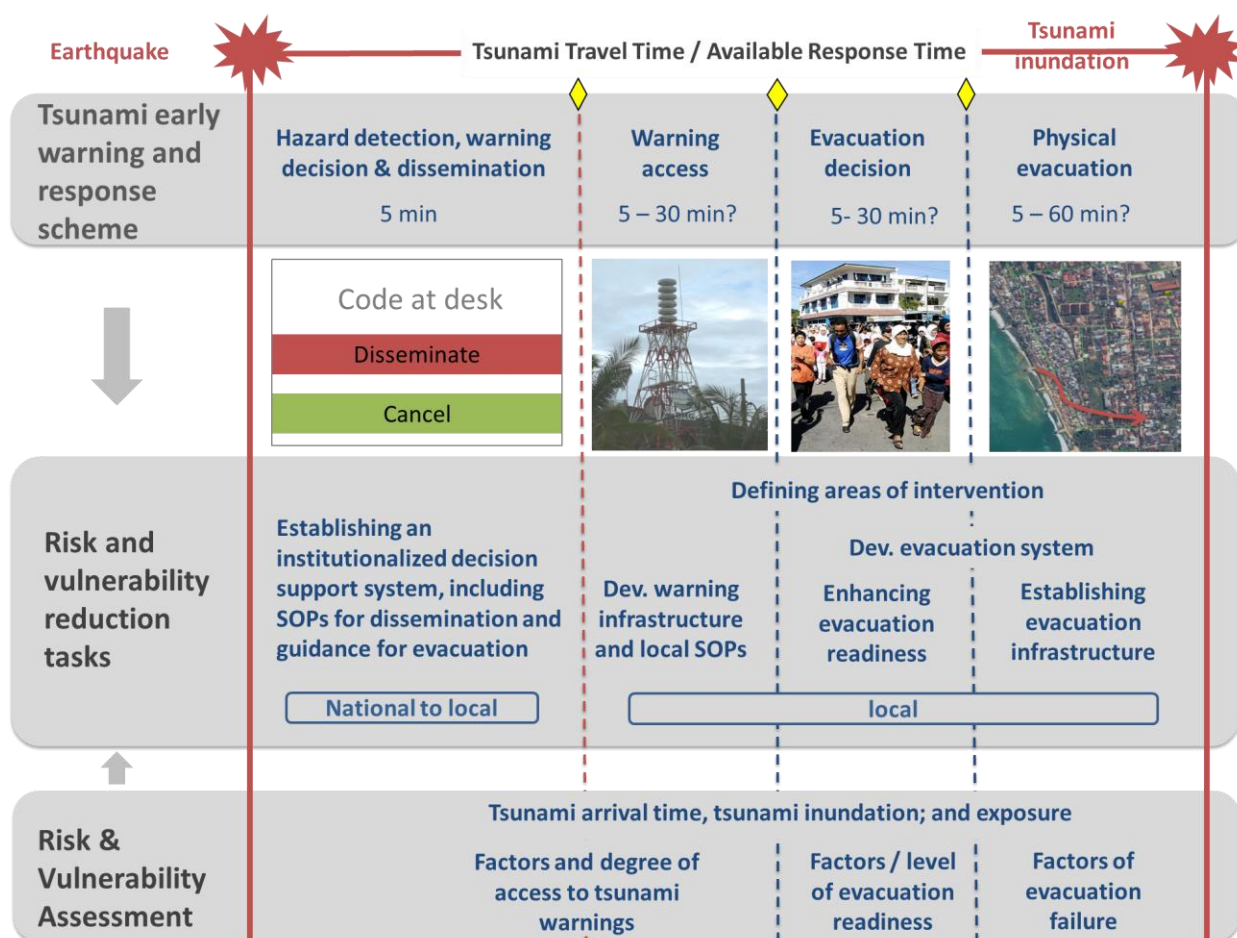 Earthquake
Tsunami Travel Time / Available Response Time
Tsunami
inundation
Tsunami early
warning and
response
scheme
Hazard detection, warning
decision & dissemination
5 min
Warning
access
5 – 30 min?
Evacuation
decision
5- 30 min?
Physical
evacuation
5 – 60 min?
Code at desk
Disseminate
Cancel
Risk and
vulnerability
reduction
tasks
Defining areas of intervention
Establishing an
institutionalized decision
support system, including
SOPs for dissemination and
guidance for evacuation
Dev. evacuation system
Dev. warning
infrastructure
and local SOPs
Enhancing
evacuation
readiness
Establishing
evacuation
infrastructure
National to local
local
Risk &
Vulnerability
Assessment
Tsunami arrival time, tsunami inundation; and exposure
Factors and degree of
access to tsunami
warnings
Factors / level
of evacuation
readiness
Factors of
evacuation
failure